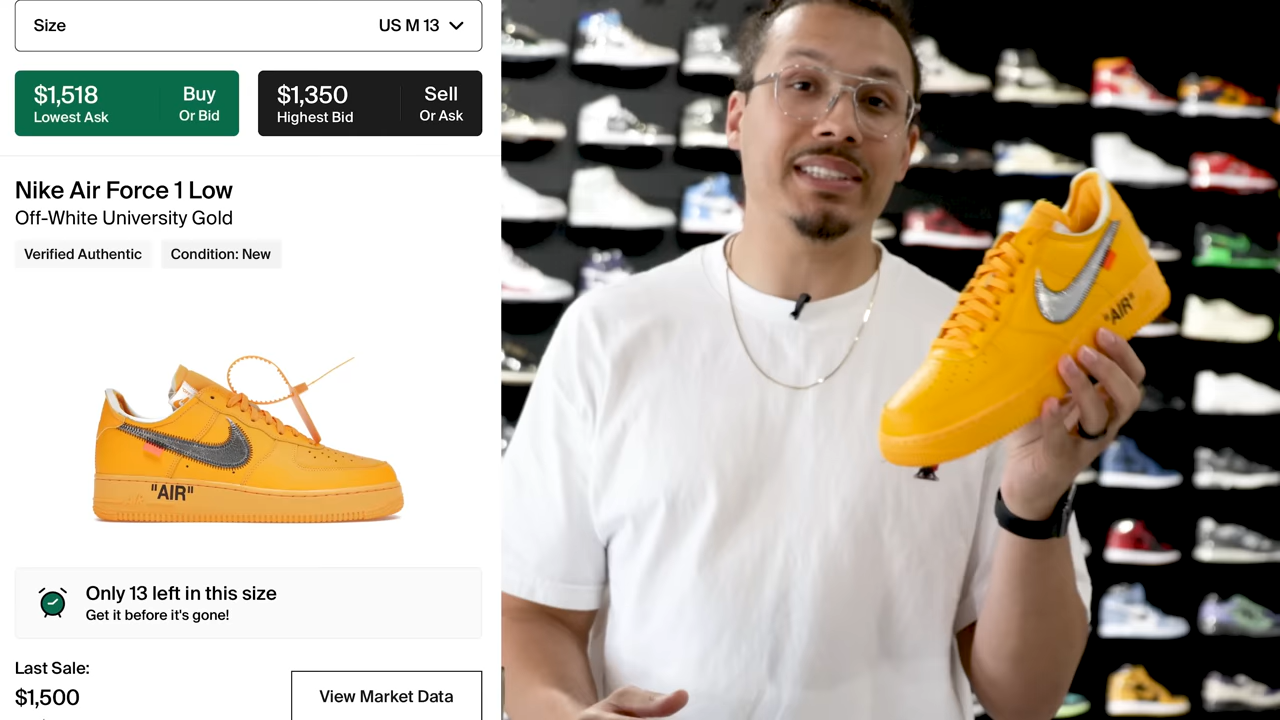 Size
US M 13
$1,518
Lowest Ask
Buy
Or Bid
$1,350
Highest Bid
Sell
Or Ask
Nike Air Force 1 Low
Off-White University Gold
Verified Authentic
Condition: New
"AIR"
Only 13 left in this size
Get it before it's gone!
Last Sale:
$1,500
View Market Data
"AIR"